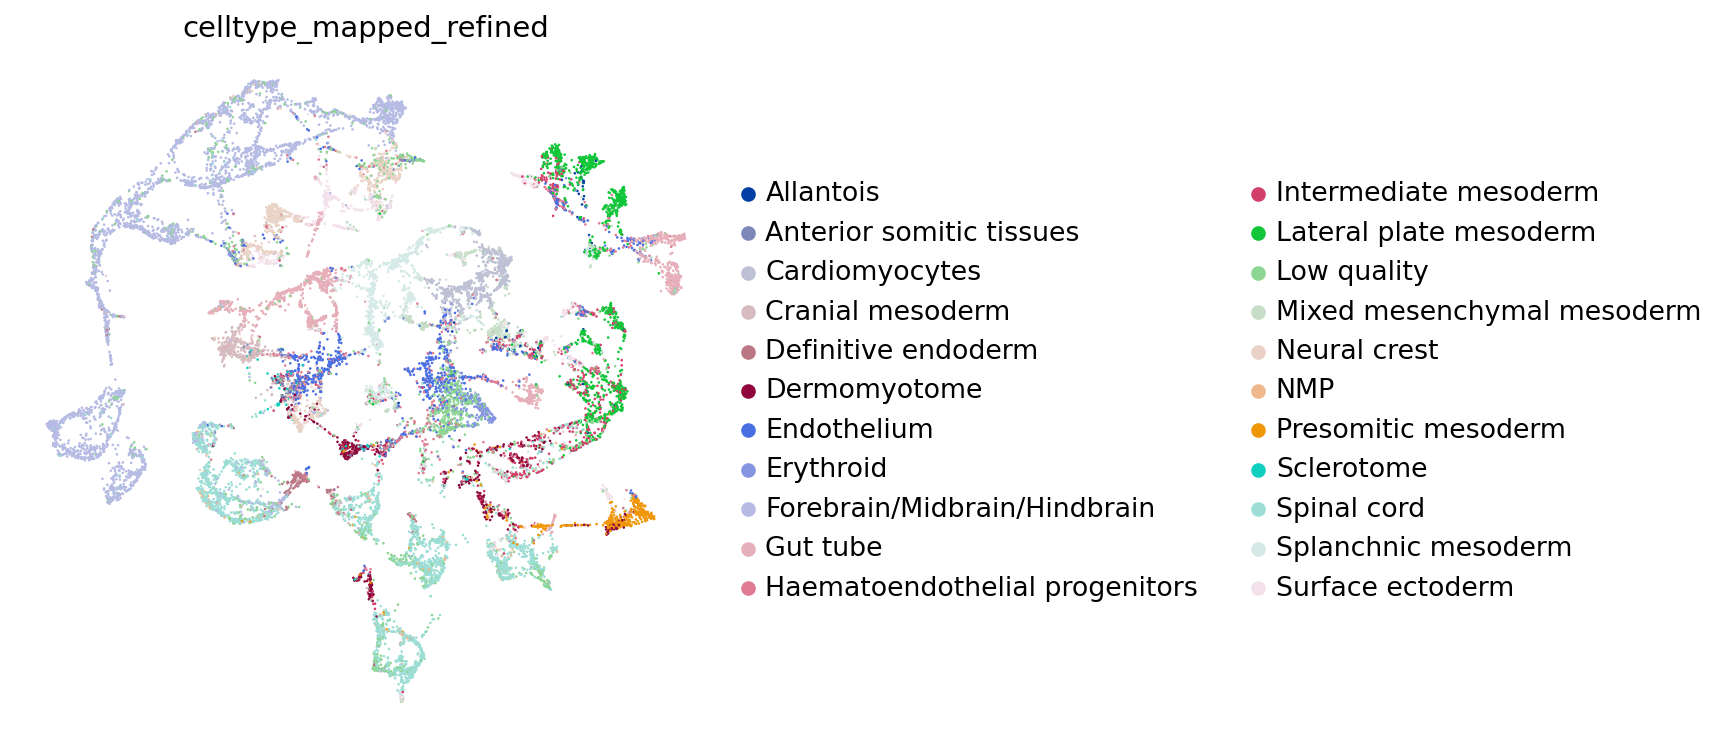 celltype_mapped_refined
Allantois
Anterior somitic tissues
Cardiomyocytes
Cranial mesoderm
Definitive endoderm
Dermomyotome
Endothelium
Erythroid
Forebrain/Midbrain/Hindbrain
Gut tube
Haematoendothelial progenitors
Intermediate mesoderm
Lateral plate mesoderm
Low quality
Mixed mesenchymal mesoderm
Neural crest
NMP
Presomitic mesoderm
Sclerotome
Spinal cord
Splanchnic mesoderm
Surface ectoderm